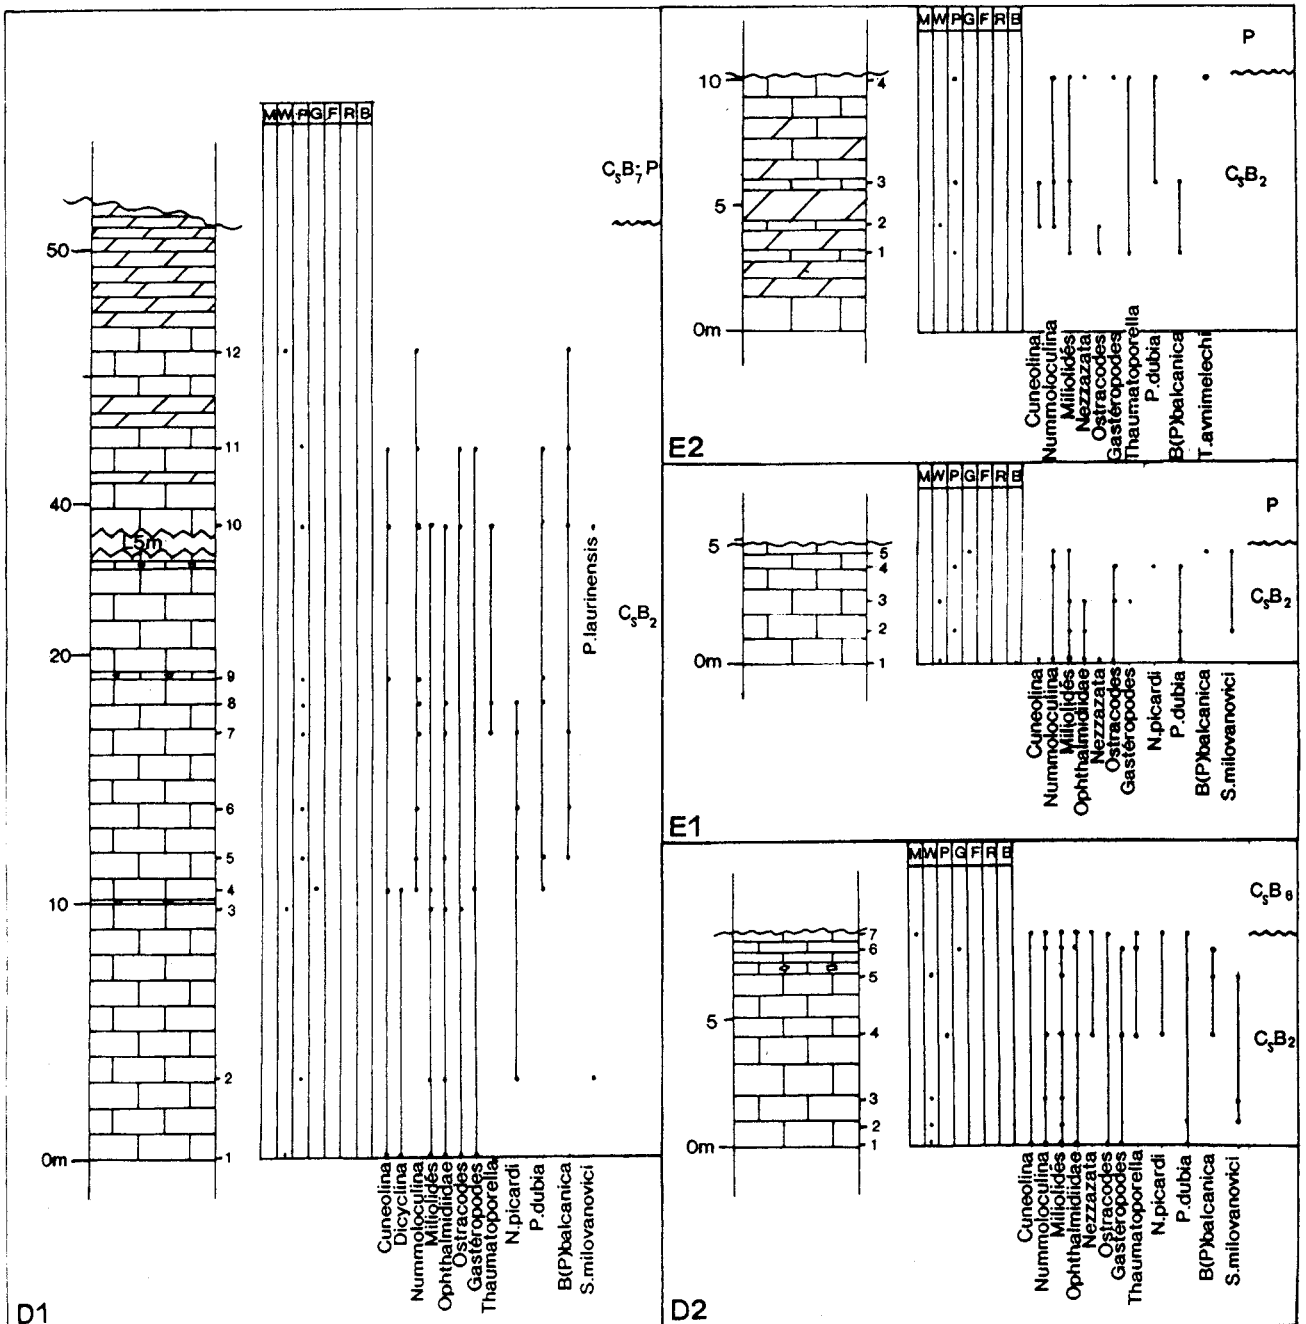 M W P G F R B
CsB7-P
50
12
11
40
10
L5m
P.laurinensis
CsB2
20
9
8
7
6
5
4
10
3
2
0m
1
Cuneolina
Dicyclina
Nummoloculina
Miliolidés
Ophthalmidiidae
Ostracodes
Gastéropodes
Thaumatoporella
N.picardi
P.dubia
B(P)balcanica
S.milovanovici
D1
M W P G F R B
P
10
4
CsB2
3
5
2
1
0m
Cuneolina
Nummoloculina
Miliolidés
Nezzazata
Ostracodes
Gastéropodes
Thaumatoporella
P.dubia
B(P)balcanica
T.avnimelechi
E2
M W P G F R B
P
5
5
4
3
CsB2
2
0m
1
Cuneolina
Nummoloculina
Miliolidés
Ophthalmidiidae
Nezzazata
Ostracodes
Gastéropodes
N.picardi
P.dubia
B(P)balcanica
S.milovanovici
E1
M W P G F R B
CsB6
7
6
5
5
4
CsB2
3
2
0m
1
Cuneolina
Nummoloculina
Miliolidés
Ophthalmidiidae
Nezzazata
Ostracodes
Gastéropodes
Thaumatoporella
N.picardi
P.dubia
B(P)balcanica
S.milovanovici
D2